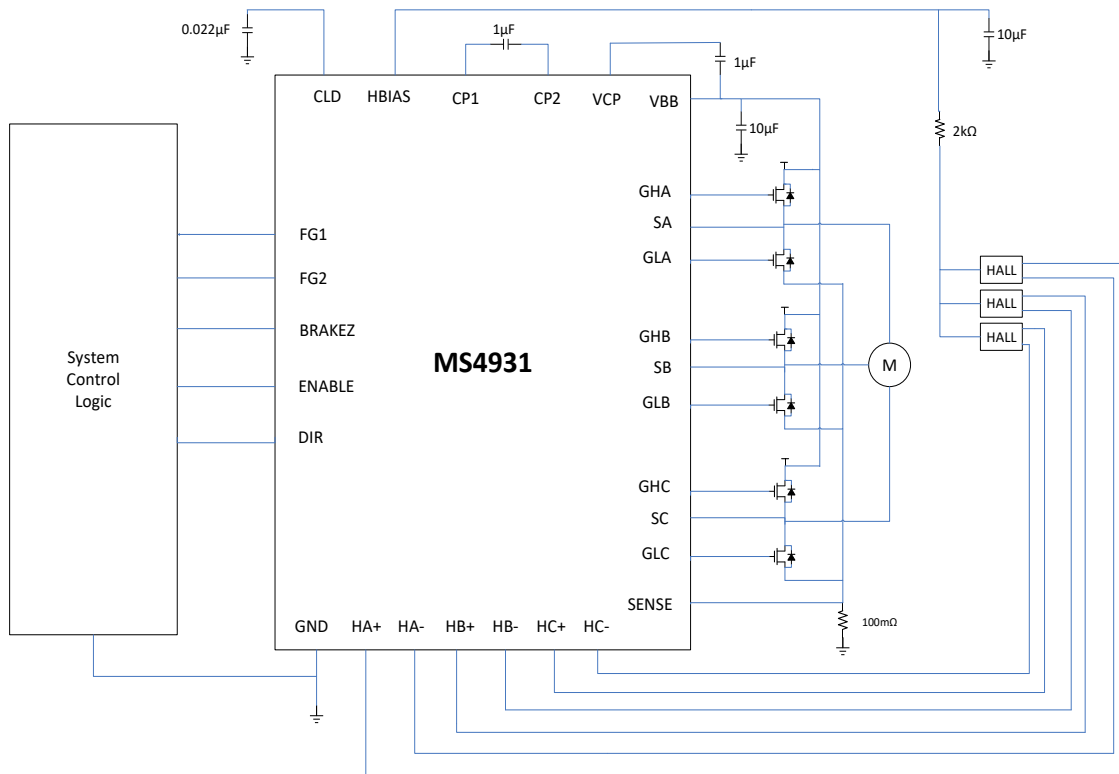 0.022µF
1µF
1µF
10µF
CLD
HBIAS
CP1
CP2
VCP
VBB
10µF
2kΩ
GHA
SA
GLA
FG1
FG2
BRAKEZ
ENABLE
DIR
System
Control
Logic
MS4931
GHB
SB
GLB
M
HALL
HALL
HALL
GHC
SC
GLC
SENSE
100mΩ
GND
HA+
HA-
HB+
HB-
HC+
HC-